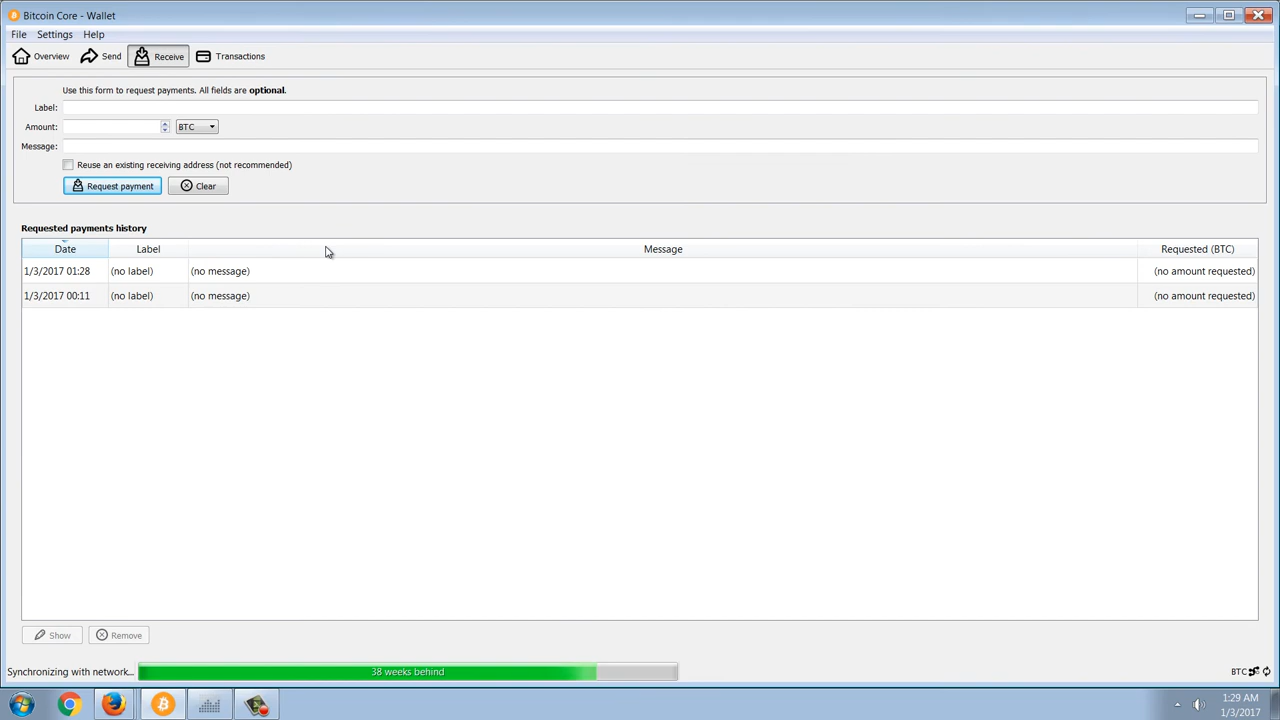 Bitcoin Core - Wallet
File Settings Help
Overview Send Receive Transactions
Use this form to request payments. All fields are optional.
Label:
Amount: BTC
Message:
Reuse an existing receiving address (not recommended)
Request payment Clear
Requested payments history
Date Label Message Requested (BTC)
1/3/2017 01:28 (no label) (no message) (no amount requested)
1/3/2017 00:11 (no label) (no message) (no amount requested)
Show Remove
Synchronizing with network... 38 weeks behind BTC
1:29 AM
1/3/2017